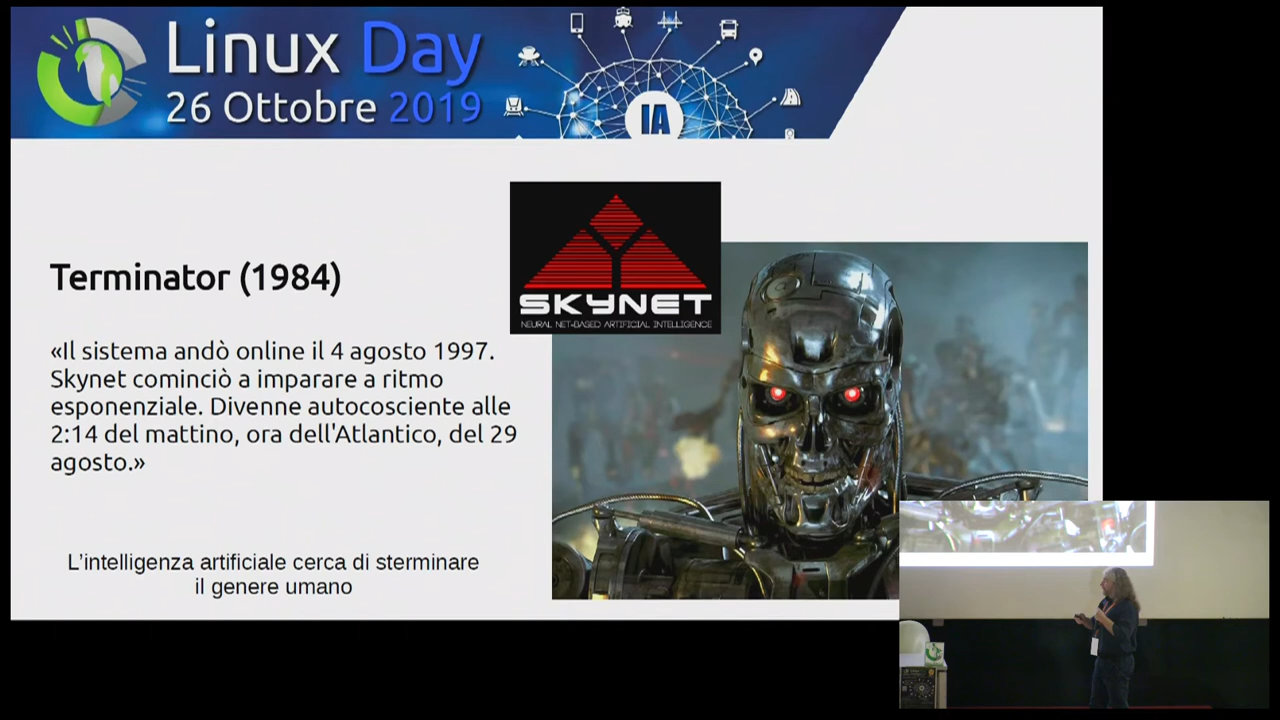 Linux Day
26 Ottobre 2019
IA
SKYNET
NEURAL NET-BASED ARTIFICIAL INTELLIGENCE
Terminator (1984)
«Il sistema andò online il 4 agosto 1997.
Skynet cominciò a imparare a ritmo
esponenziale. Divenne autocosciente alle
2:14 del mattino, ora dell'Atlantico, del 29
agosto.»
L'intelligenza artificiale cerca di sterminare
il genere umano